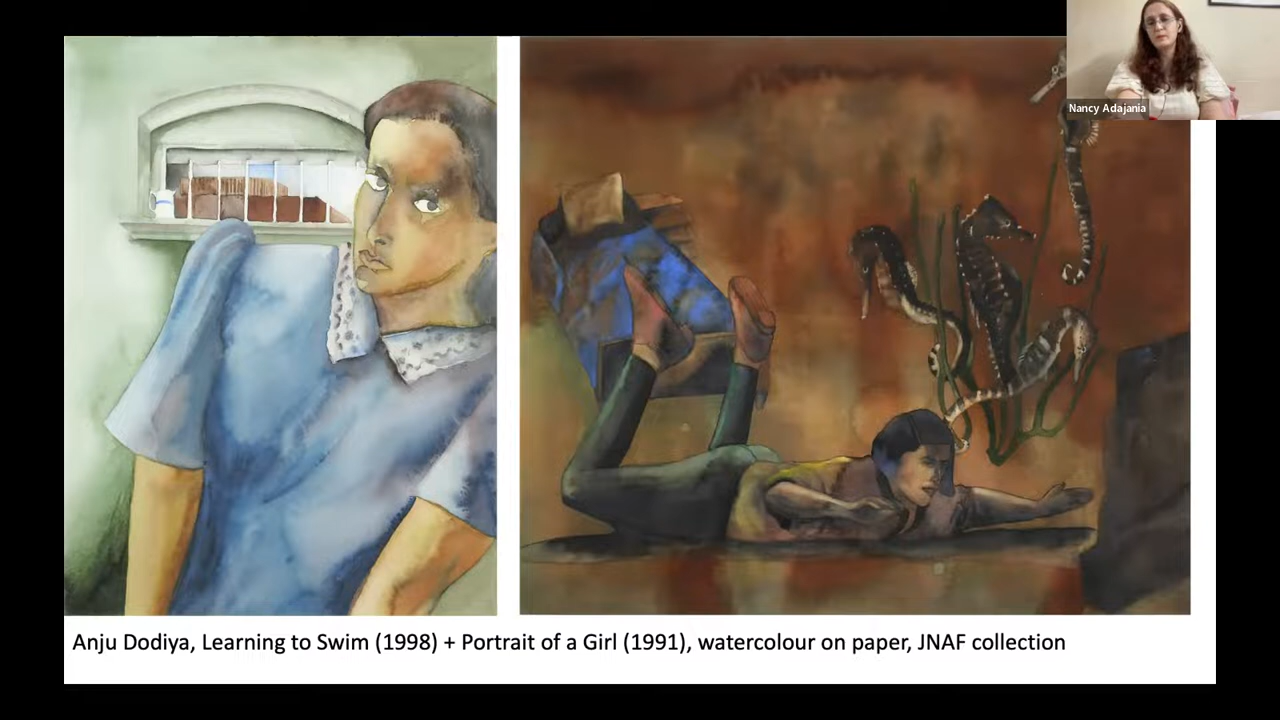 Nancy Adajania
Anju Dodiya, Learning to Swim (1998) + Portrait of a Girl (1991), watercolour on paper, JNAF collection